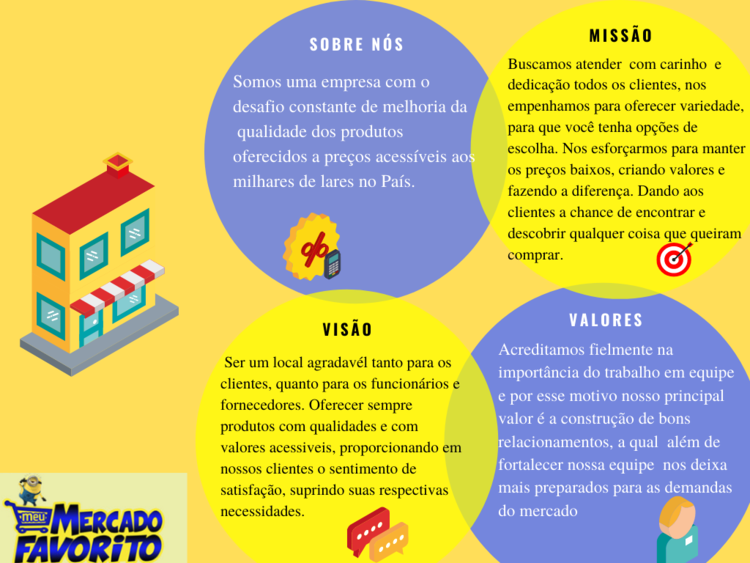 SOBRE NÓS
Somos uma empresa com o
desafio constante de melhoria da
qualidade dos produtos
oferecidos a preços acessíveis aos
milhares de lares no País.
MISSÃO
Buscamos atender com carinho e
dedicação todos os clientes, nos
empenhamos para oferecer variedade,
para que você tenha opções de
escolha. Nos esforçarmos para manter
os preços baixos, criando valores e
fazendo a diferença. Dando aos
clientes a chance de encontrar e
descobrir qualquer coisa que queiram
comprar.
VISÃO
Ser um local agradavél tanto para os
clientes, quanto para os funcionários e
fornecedores. Oferecer sempre
produtos com qualidades e com
valores acessiveis, proporcionando em
nossos clientes o sentimento de
satisfação, suprindo suas respectivas
necessidades.
VALORES
Acreditamos fielmente na
importância do trabalho em equipe
e por esse motivo nosso principal
valor é a construção de bons
relacionamentos, a qual além de
fortalecer nossa equipe nos deixa
mais preparados para as demandas
do mercado
meu MERCADO
FAVORITO